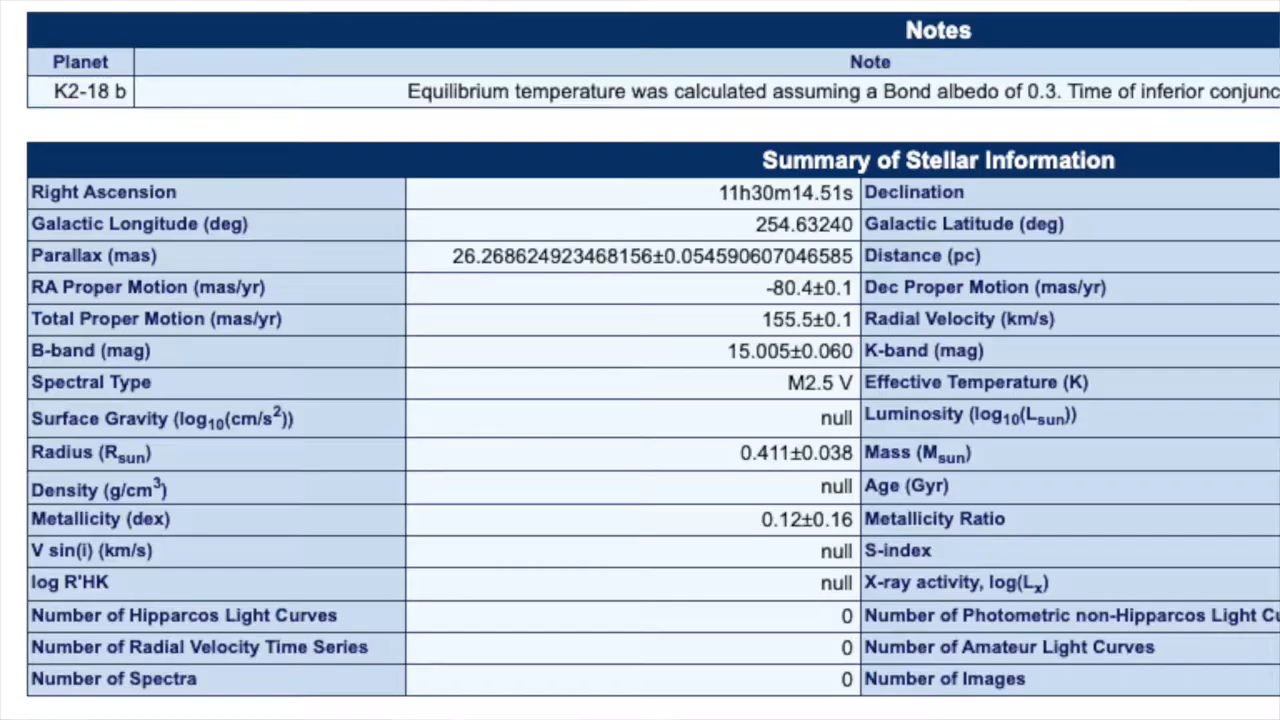 Notes
Planet Note
K2-18 b Equilibrium temperature was calculated assuming a Bond albedo of 0.3. Time of inferior conjunc
Summary of Stellar Information
Right Ascension 11h30m14.51s Declination
Galactic Longitude (deg) 254.63240 Galactic Latitude (deg)
Parallax (mas) 26.268624923468156±0.054590607046585 Distance (pc)
RA Proper Motion (mas/yr) -80.4±0.1 Dec Proper Motion (mas/yr)
Total Proper Motion (mas/yr) 155.5±0.1 Radial Velocity (km/s)
B-band (mag) 15.005±0.060 K-band (mag)
Spectral Type M2.5 V Effective Temperature (K)
Surface Gravity (log10(cm/s2)) null Luminosity (log10(Lsun))
Radius (Rsun) 0.411±0.038 Mass (Msun)
Density (g/cm3) null Age (Gyr)
Metallicity (dex) 0.12±0.16 Metallicity Ratio
V sin(i) (km/s) null S-index
log R'HK null X-ray activity, log(Lx)
Number of Hipparcos Light Curves 0 Number of Photometric non-Hipparcos Light Cu
Number of Radial Velocity Time Series 0 Number of Amateur Light Curves
Number of Spectra 0 Number of Images